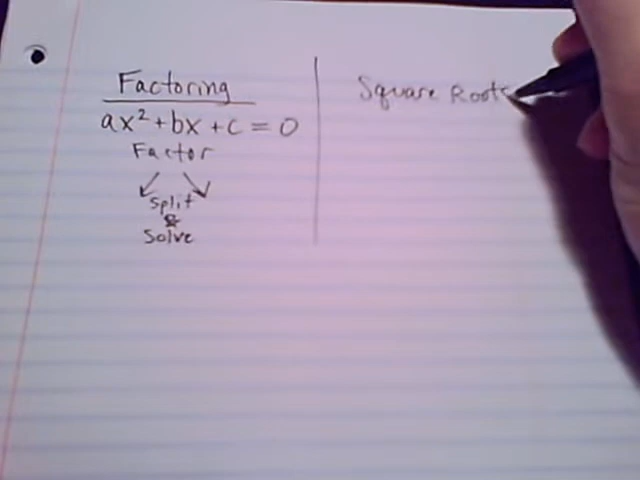 Factoring
ax² + bx + c = 0
Factor
Split
&
Solve
Square Roots